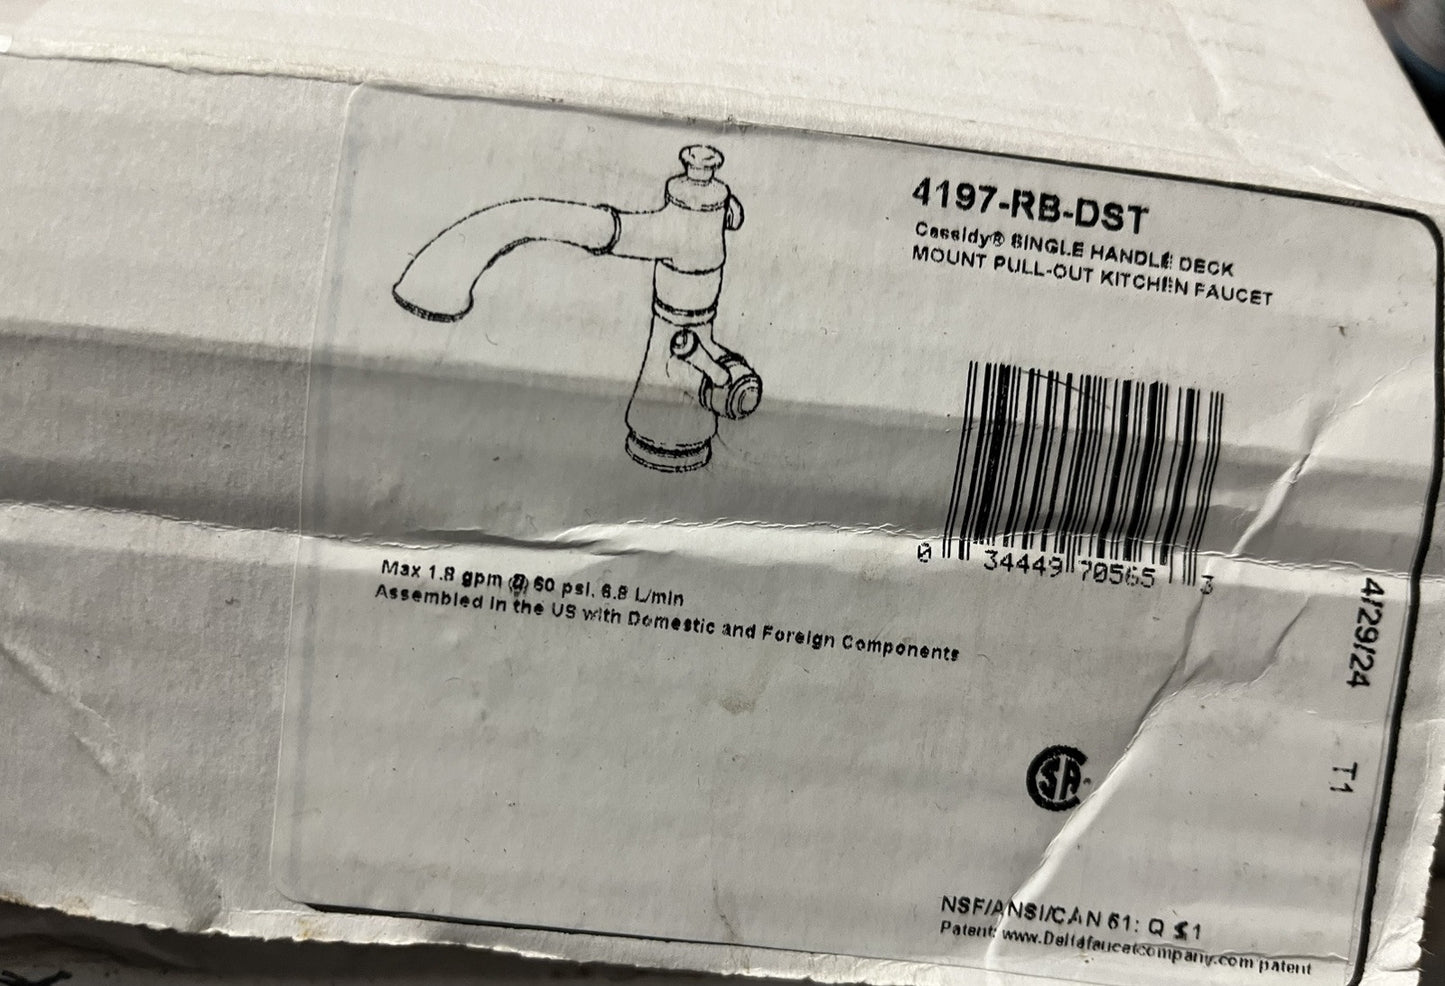 4197-RB-DST
Cassidy® SINGLE HANDLE DECK
MOUNT PULL-OUT KITCHEN FAUCET
0 34449 70565 3
Max 1.8 gpm @ 60 psi, 6.8 L/min
Assembled in the US with Domestic and Foreign Components
4/29/24 T1
SA
NSF/ANSI/CAN 61: Q ≤ 1
Patent: www.Deltafaucetcompany.com/patent